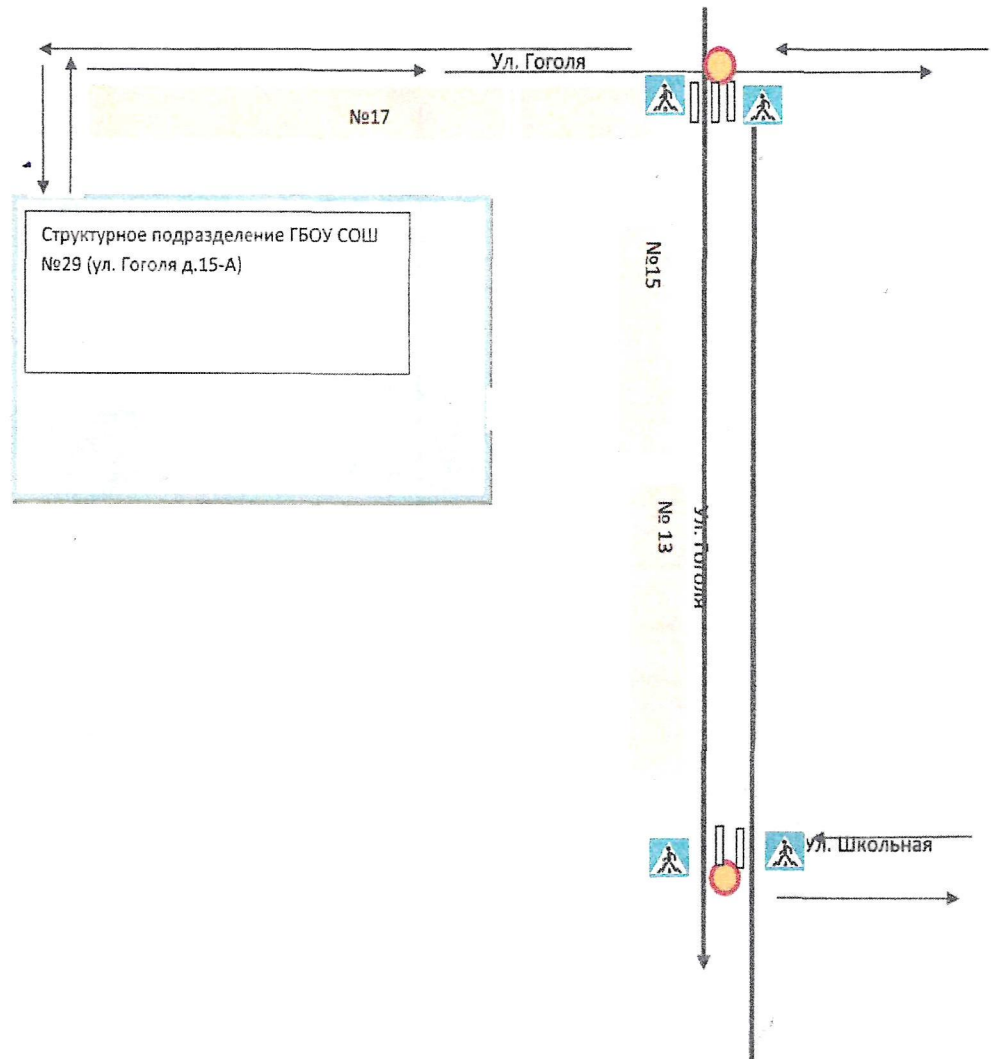 Ул. Гоголя
№17
Структурное подразделение ГБОУ СОШ
№29 (ул. Гоголя д.15-А)
№15
№ 13
Ул. Гоголя
Ул. Школьная